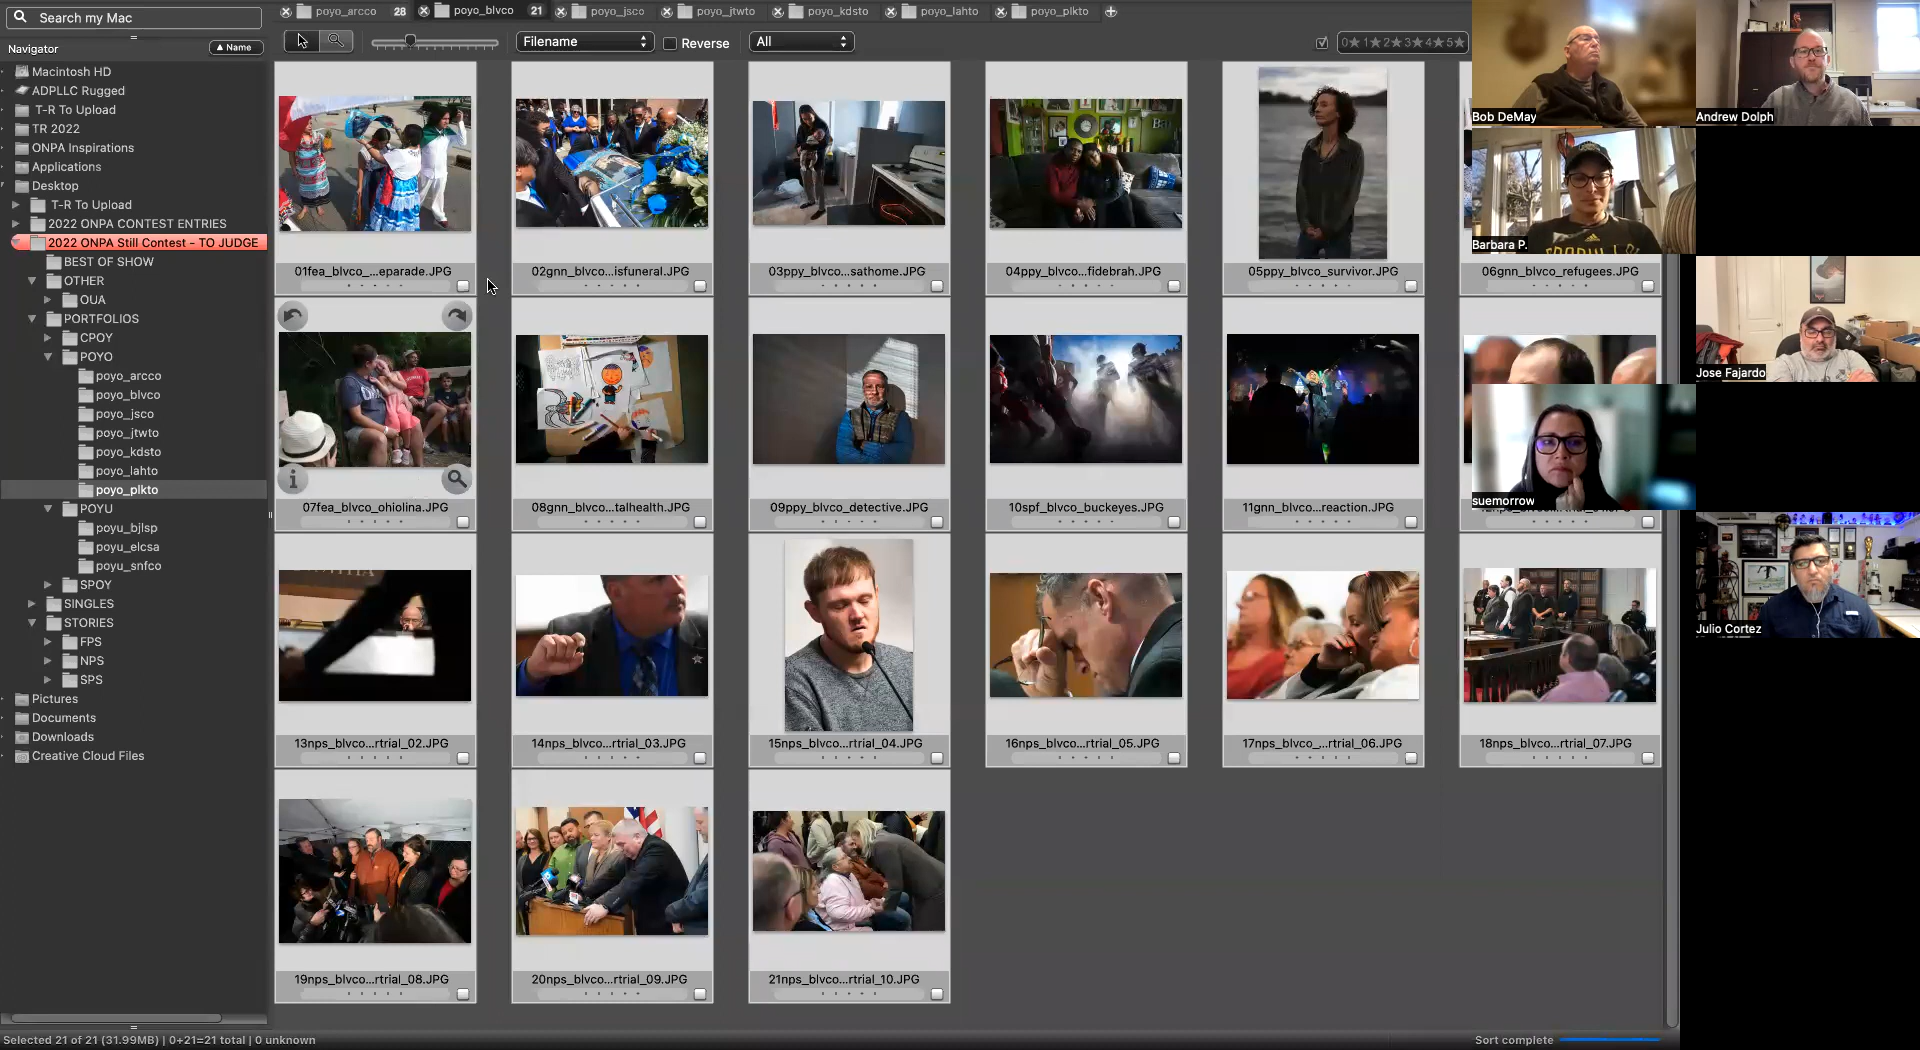 Search my Mac
poyo_arcco 28
poyo_blvco 21
poyo_jsco
poyo_jtwto
poyo_kdsto
poyo_lahto
poyo_plkto
Navigator
Name
Filename
Reverse
All
0★ 1★ 2★ 3★ 4★ 5★
Macintosh HD
ADPLLC Rugged
T-R To Upload
TR 2022
ONPA Inspirations
Applications
Desktop
T-R To Upload
2022 ONPA CONTEST ENTRIES
2022 ONPA Still Contest - TO JUDGE
BEST OF SHOW
OTHER
OUA
PORTFOLIOS
CPOY
POYO
poyo_arcco
poyo_blvco
poyo_jsco
poyo_jtwto
poyo_kdsto
poyo_lahto
poyo_plkto
POYU
poyu_bjlsp
poyu_elcsa
poyu_snfco
SPOY
SINGLES
STORIES
FPS
NPS
SPS
Pictures
Documents
Downloads
Creative Cloud Files
01fea_blvco_...eparade.JPG
02gnn_blvco...isfuneral.JPG
03ppy_blvco...sathome.JPG
04ppy_blvco...fidebrah.JPG
05ppy_blvco_survivor.JPG
06gnn_blvco_refugees.JPG
07fea_blvco_ohiolina.JPG
08gnn_blvco...talhealth.JPG
09ppy_blvco_detective.JPG
10spf_blvco_buckeyes.JPG
11gnn_blvco...reaction.JPG
13nps_blvco...rtrial_02.JPG
14nps_blvco...rtrial_03.JPG
15nps_blvco...rtrial_04.JPG
16nps_blvco...rtrial_05.JPG
17nps_blvco_...rtrial_06.JPG
18nps_blvco...rtrial_07.JPG
19nps_blvco...rtrial_08.JPG
20nps_blvco...rtrial_09.JPG
21nps_blvco...rtrial_10.JPG
Bob DeMay
Andrew Dolph
Barbara P.
Jose Fajardo
suemorrow
Julio Cortez
Selected 21 of 21 (31.99MB) | 0+21=21 total | 0 unknown
Sort complete